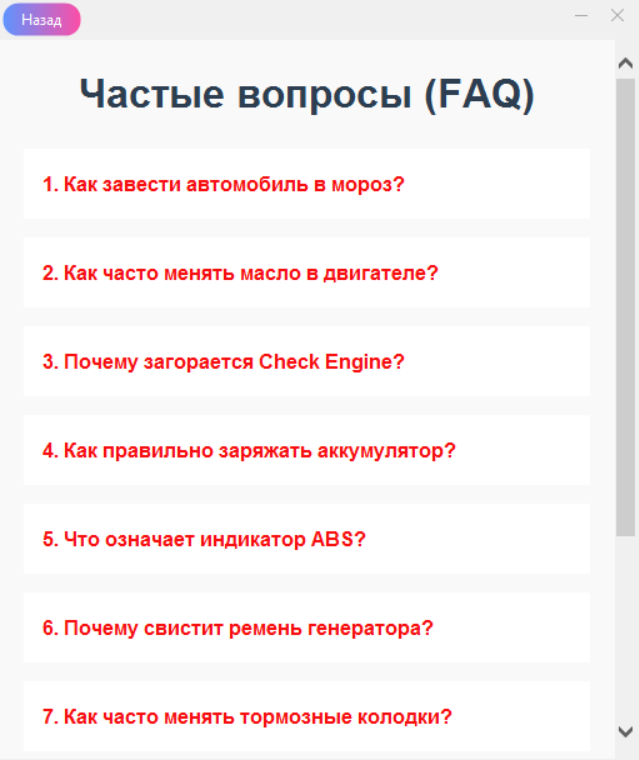 Назад
Частые вопросы (FAQ)
1. Как завести автомобиль в мороз?
2. Как часто менять масло в двигателе?
3. Почему загорается Check Engine?
4. Как правильно заряжать аккумулятор?
5. Что означает индикатор ABS?
6. Почему свистит ремень генератора?
7. Как часто менять тормозные колодки?